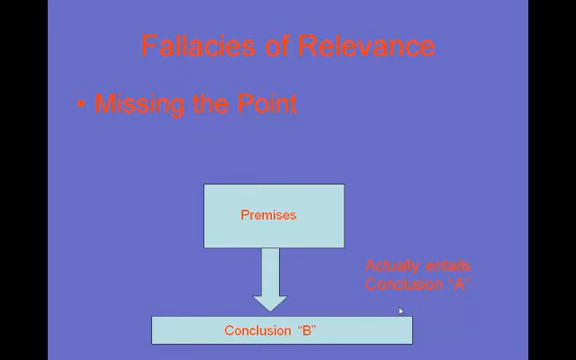 Fallacies of Relevance
• Missing the Point
Premises
Actually entails
Conclusion "A"
Conclusion "B"